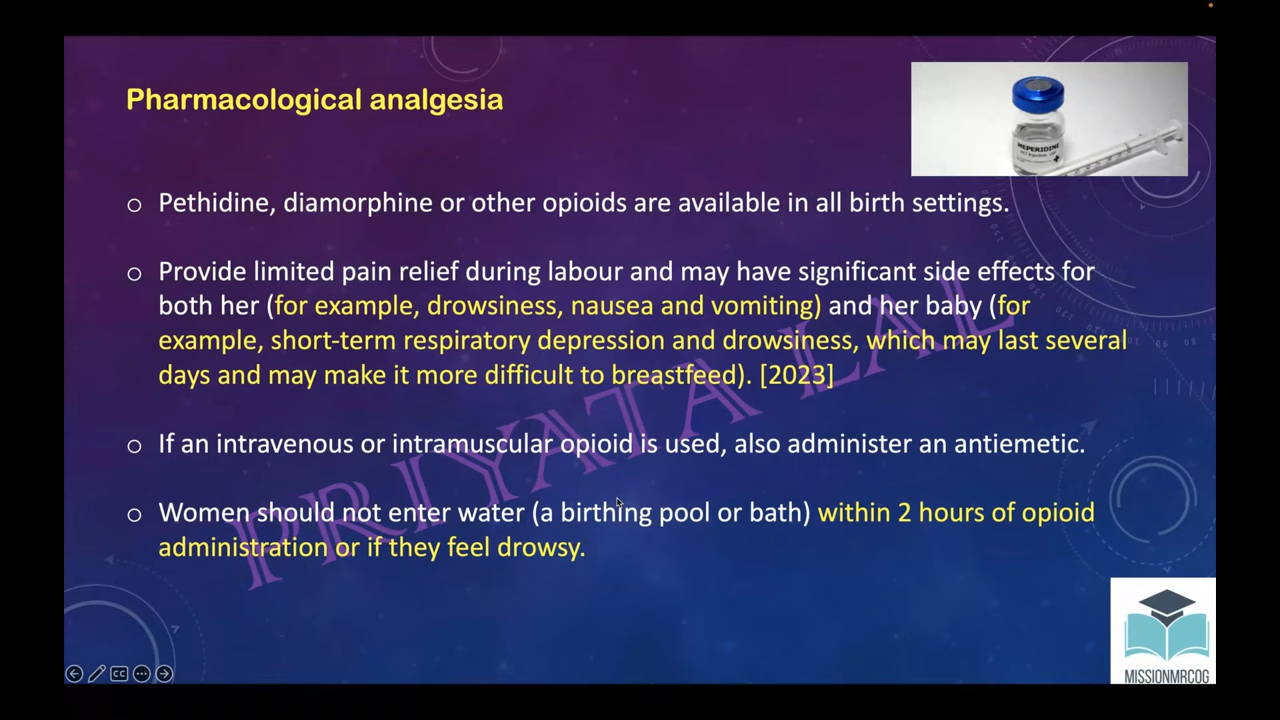 Pharmacological analgesia
MEPERIDINE
o Pethidine, diamorphine or other opioids are available in all birth settings.
o Provide limited pain relief during labour and may have significant side effects for
both her (for example, drowsiness, nausea and vomiting) and her baby (for
example, short-term respiratory depression and drowsiness, which may last several
days and may make it more difficult to breastfeed). [2023]
o If an intravenous or intramuscular opioid is used, also administer an antiemetic.
o Women should not enter water (a birthing pool or bath) within 2 hours of opioid
administration or if they feel drowsy.
PRIYATA LAL
CC
MISSIONMRCOG